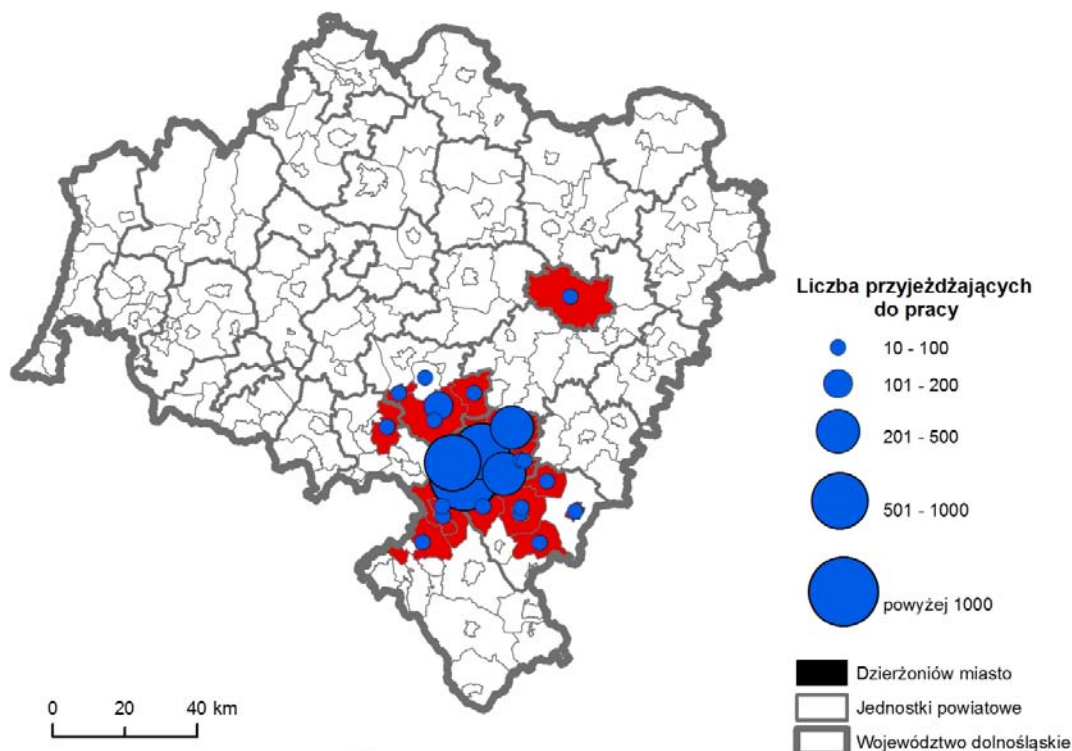 Liczba przyjeżdżających
do pracy
10 - 100
101 - 200
201 - 500
501 - 1000
powyżej 1000
Dzierżoniów miasto
Jednostki powiatowe
Województwo dolnośląskie
0 20 40 km